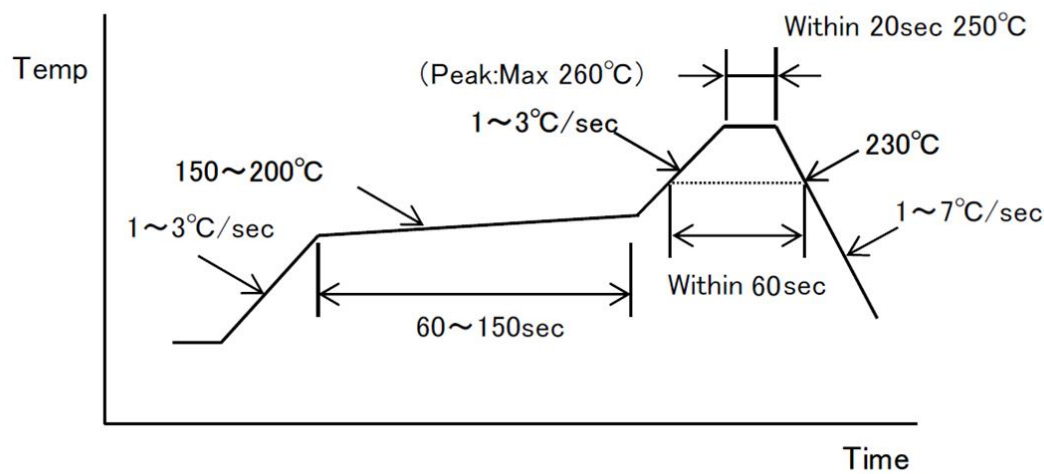 Within 20sec 250℃
Temp
(Peak:Max 260℃)
1～3℃/sec
230℃
150～200℃
1～3℃/sec
1～7℃/sec
Within 60sec
60～150sec
Time